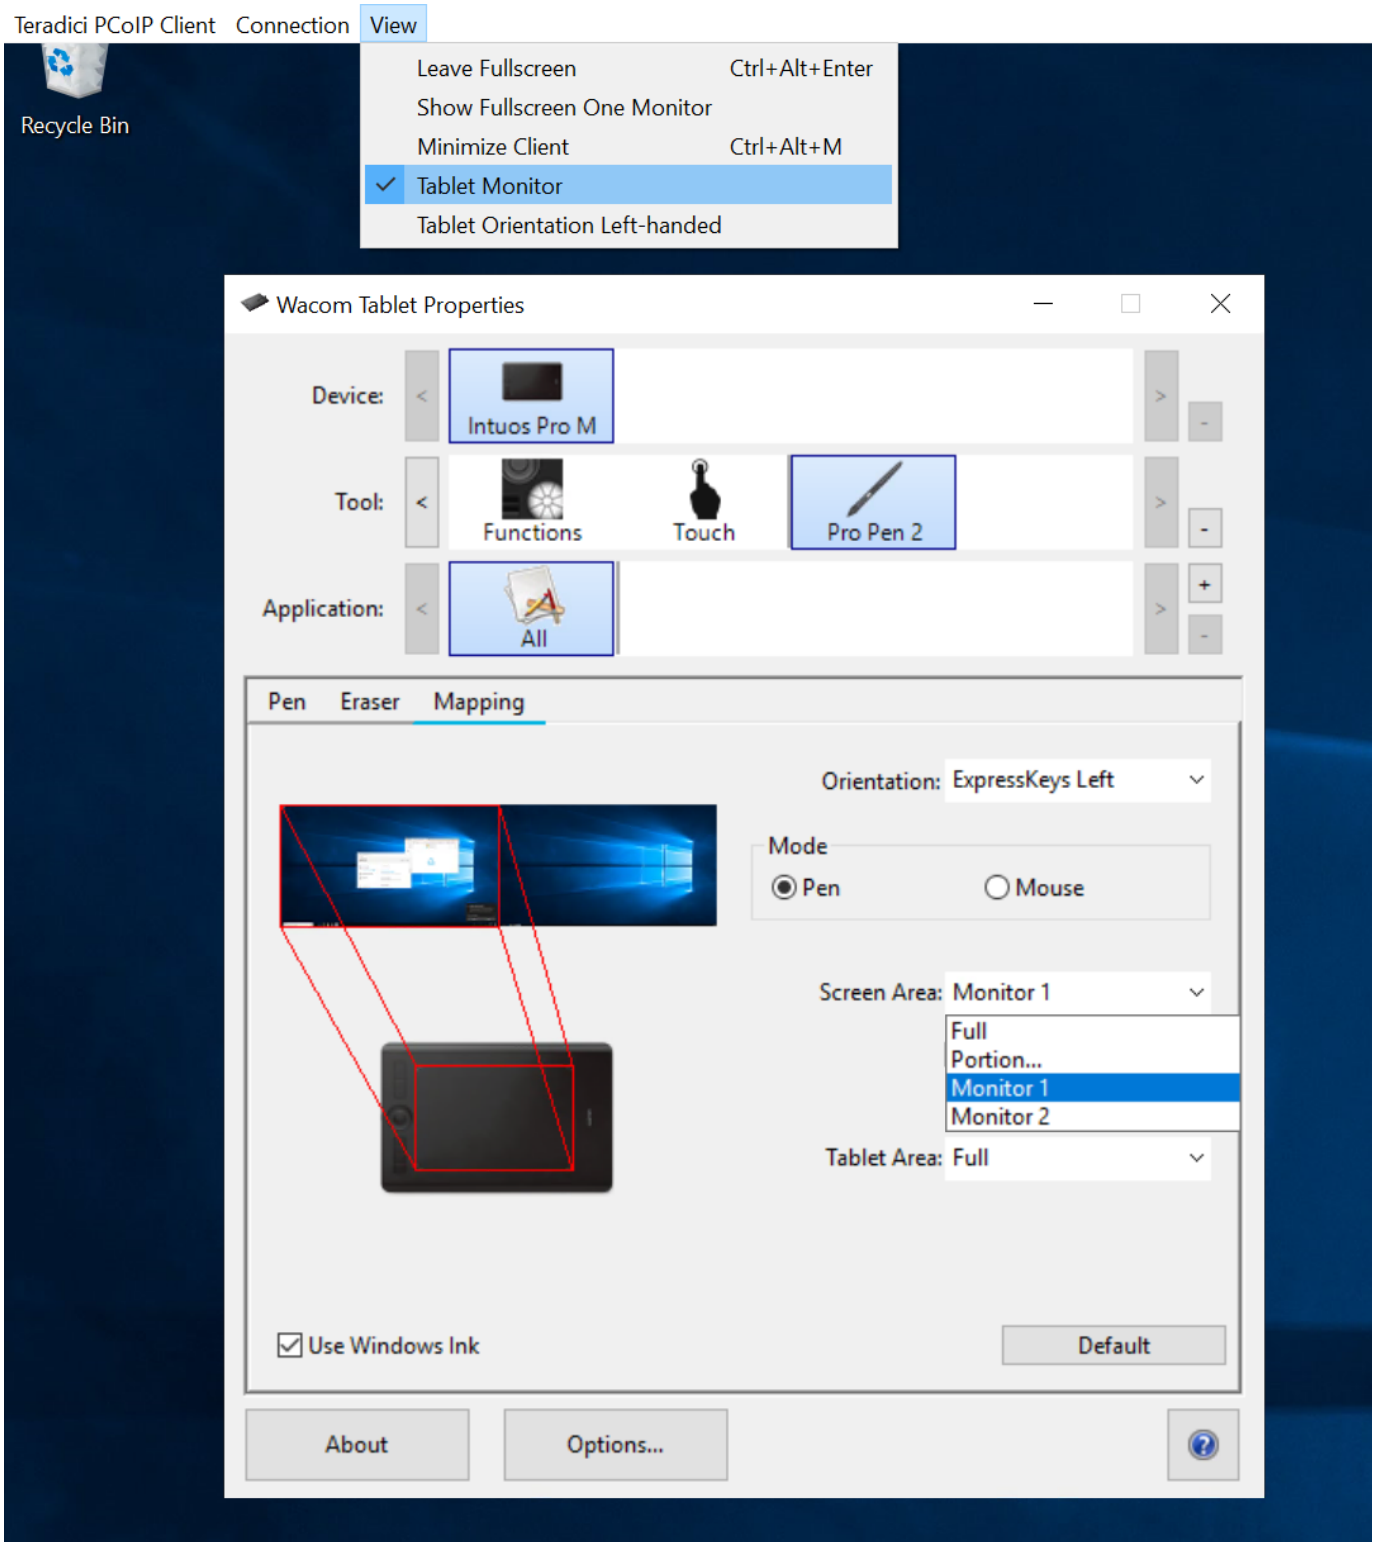 Teradici PCoIP Client Connection View
Recycle Bin
Leave Fullscreen Ctrl+Alt+Enter
Show Fullscreen One Monitor
Minimize Client Ctrl+Alt+M
Tablet Monitor
Tablet Orientation Left-handed
Wacom Tablet Properties
Device: < Intuos Pro M > -
Tool: < Functions Touch Pro Pen 2 > -
Application: < All > + -
Pen Eraser Mapping
Orientation: ExpressKeys Left
Mode
Pen Mouse
Screen Area: Monitor 1
Full
Portion...
Monitor 1
Monitor 2
Tablet Area: Full
Use Windows Ink Default
About Options... ?